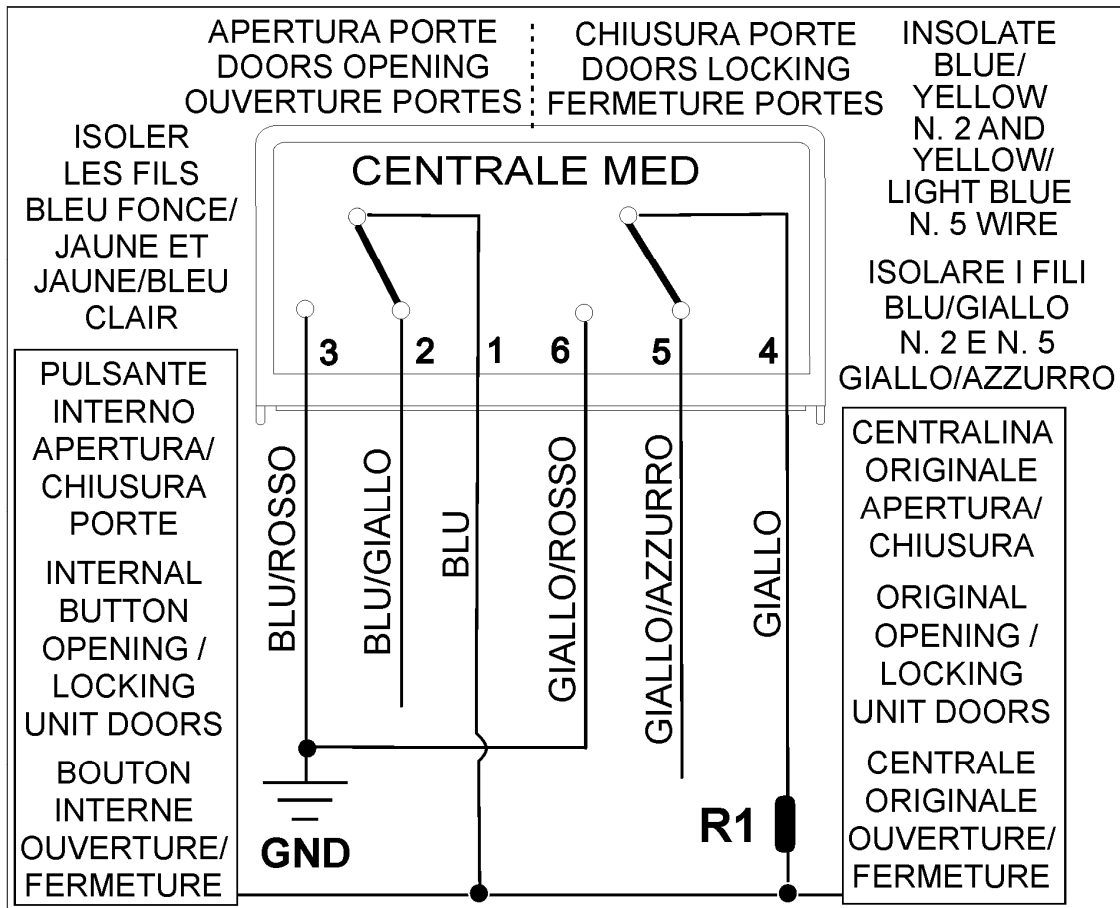 APERTURA PORTE
DOORS OPENING
OUVERTURE PORTES
CHIUSURA PORTE
DOORS LOCKING
FERMETURE PORTES
INSOLATE
BLUE/
YELLOW
N. 2 AND
YELLOW/
LIGHT BLUE
N. 5 WIRE
ISOLARE I FILI
BLU/GIALLO
N. 2 E N. 5
GIALLO/AZZURRO
ISOLER
LES FILS
BLEU FONCE/
JAUNE ET
JAUNE/BLEU
CLAIR
CENTRALE MED
3
2
1
6
5
4
PULSANTE
INTERNO
APERTURA/
CHIUSURA
PORTE
INTERNAL
BUTTON
OPENING /
LOCKING
UNIT DOORS
BOUTON
INTERNE
OUVERTURE/
FERMETURE
BLU/ROSSO
BLU/GIALLO
BLU
GIALLO/ROSSO
GIALLO/AZZURRO
GIALLO
GND
R1
CENTRALINA
ORIGINALE
APERTURA/
CHIUSURA
ORIGINAL
OPENING /
LOCKING
UNIT DOORS
CENTRALE
ORIGINALE
OUVERTURE/
FERMETURE